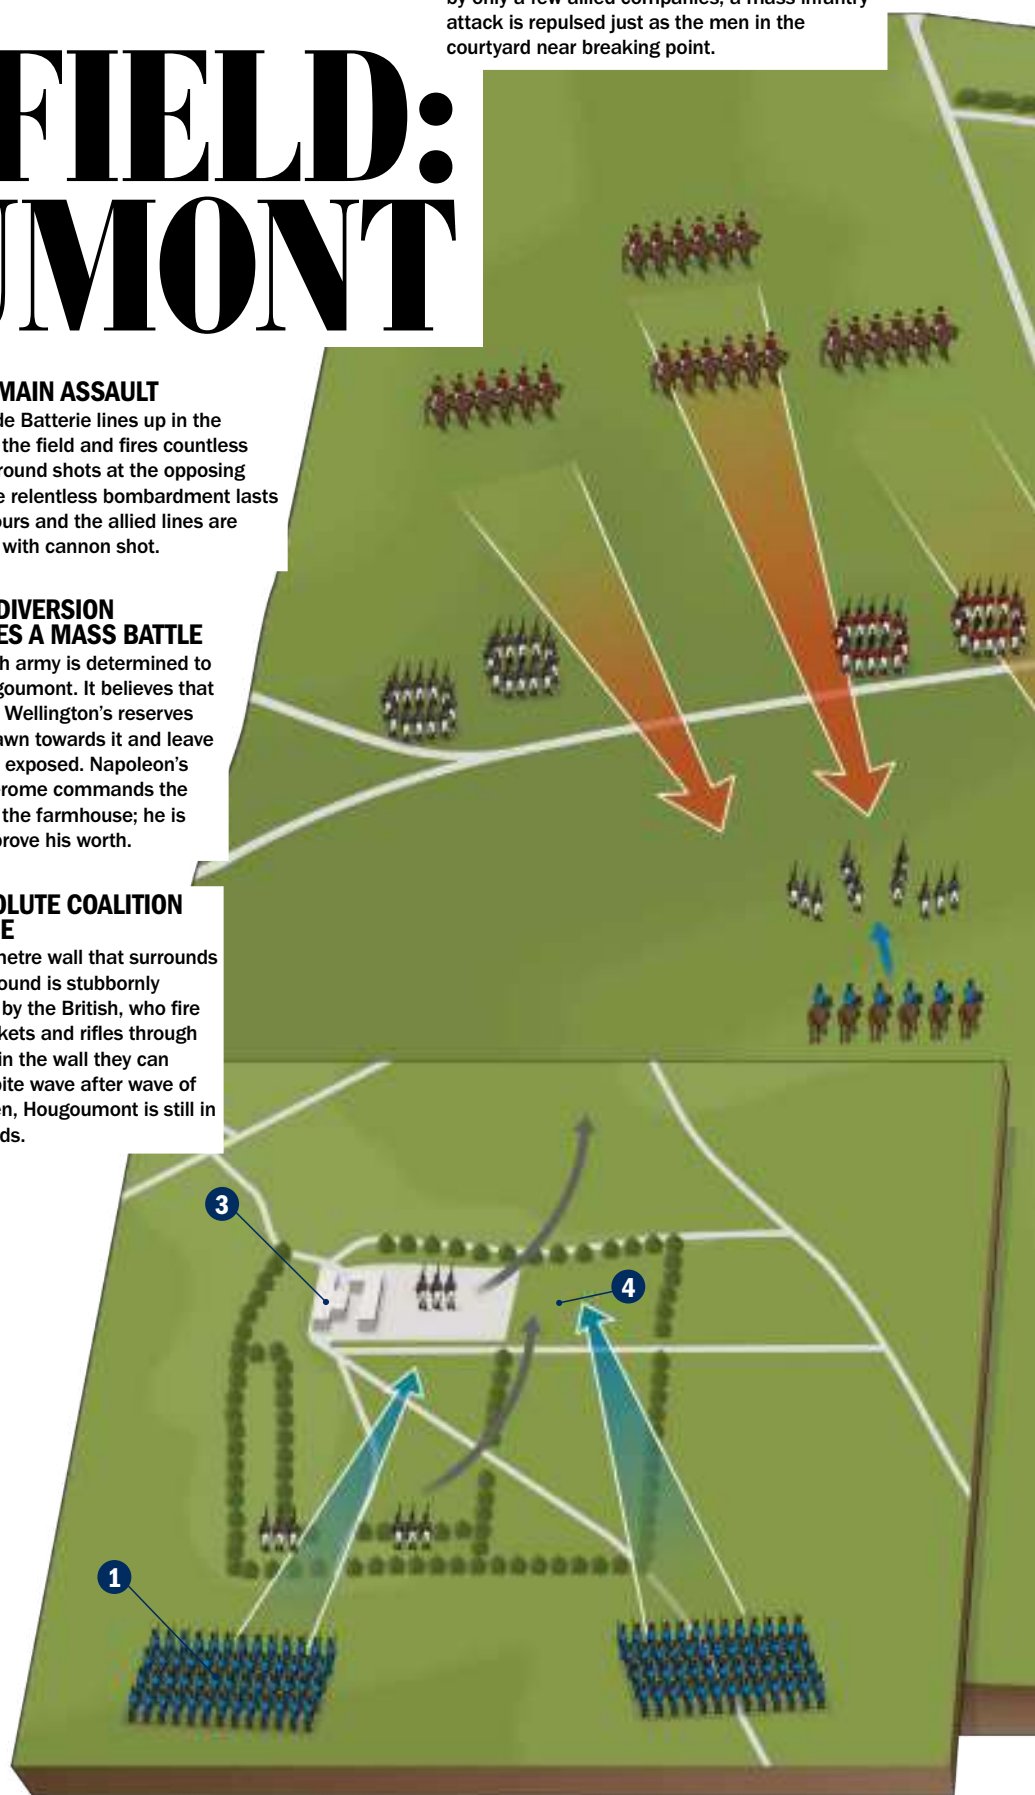 by only a few allied companies, a mass infantry
attack is repulsed just as the men in the
courtyard near breaking point.
FIELD:
UMONT
MAIN ASSAULT
de Batterie lines up in the
the field and fires countless
round shots at the opposing
e relentless bombardment lasts
ours and the allied lines are
with cannon shot.
DIVERSION
ES A MASS BATTLE
h army is determined to
goumont. It believes that
Wellington’s reserves
awn towards it and leave
exposed. Napoleon’s
rome commands the
the farmhouse; he is
prove his worth.
OLUTE COALITION
E
metre wall that surrounds
ound is stubbornly
by the British, who fire
kets and rifles through
in the wall they can
pite wave after wave of
en, Hougoumont is still in
ds.
3
4
1